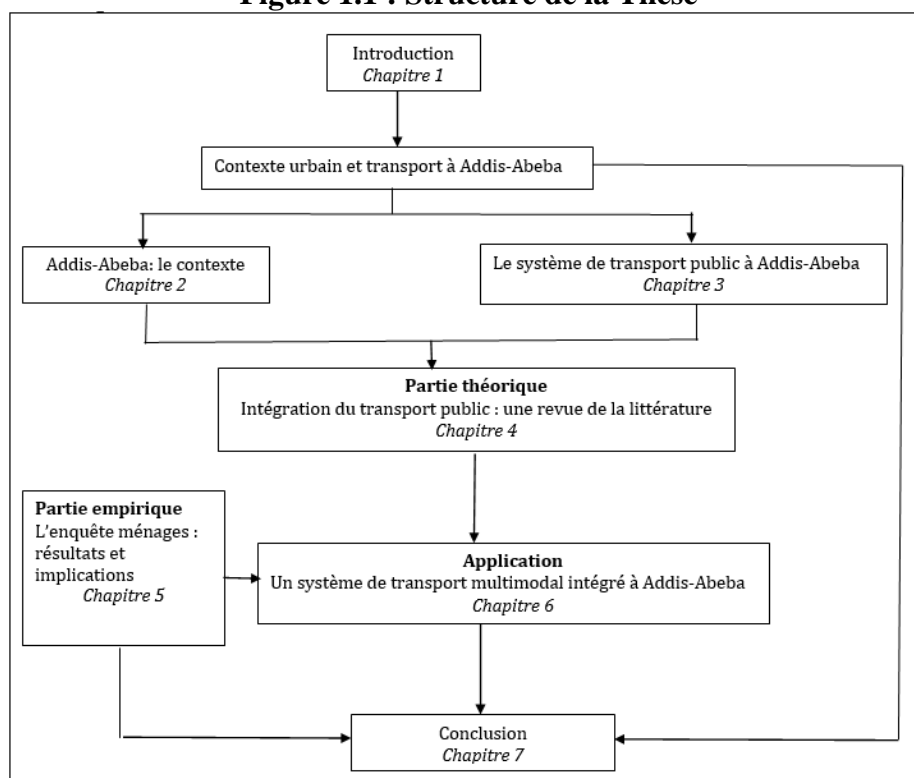 Figure 1.1 : Structure de la Thèse
Introduction
Chapitre 1
Contexte urbain et transport à Addis-Abeba
Addis-Abeba: le contexte
Chapitre 2
Le système de transport public à Addis-Abeba
Chapitre 3
Partie théorique
Intégration du transport public : une revue de la littérature
Chapitre 4
Partie empirique
L'enquête ménages :
résultats et
implications
Chapitre 5
Application
Un système de transport multimodal intégré à Addis-Abeba
Chapitre 6
Conclusion
Chapitre 7